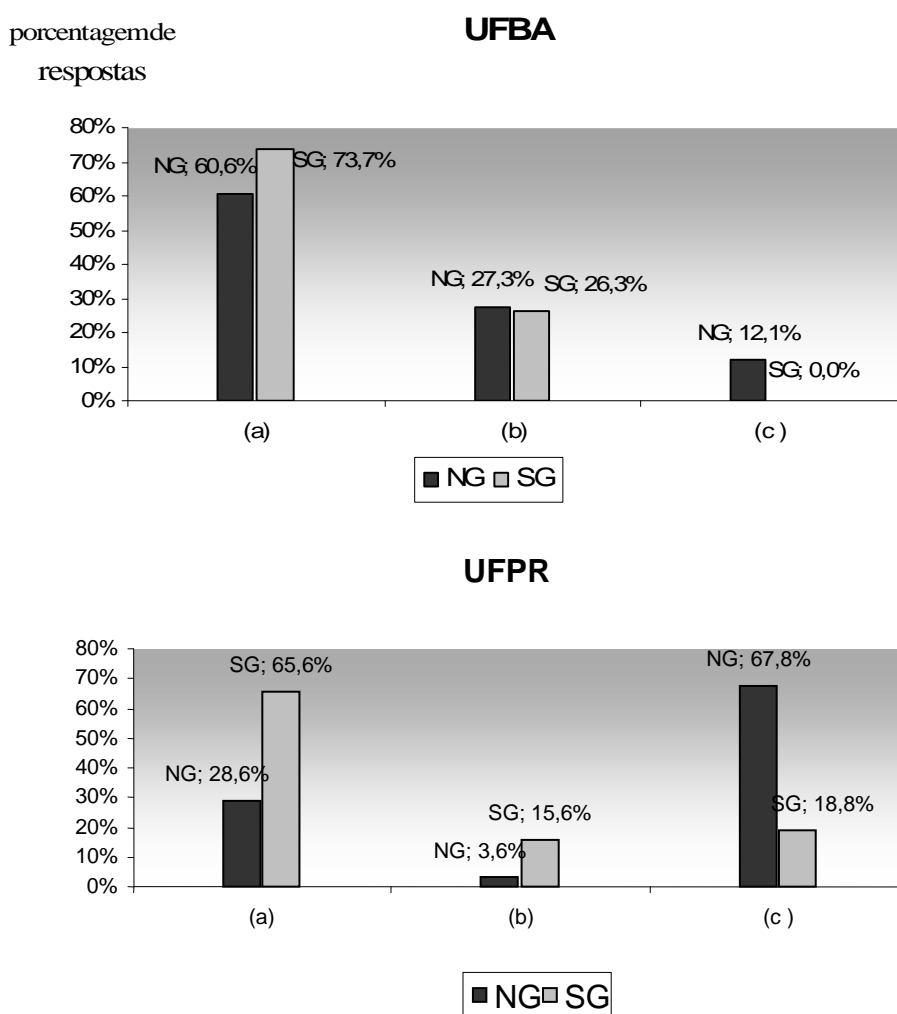 porcentagem de
respostas
UFBA
80%
70%
60%
50%
40%
30%
20%
10%
0%
NG; 60,6%
SG; 73,7%
NG; 27,3%
SG; 26,3%
NG; 12,1%
SG; 0,0%
(a)
(b)
(c )
NG SG
UFPR
80%
70%
60%
50%
40%
30%
20%
10%
0%
NG; 28,6%
SG; 65,6%
NG; 3,6%
SG; 15,6%
NG; 67,8%
SG; 18,8%
(a)
(b)
(c )
NG SG